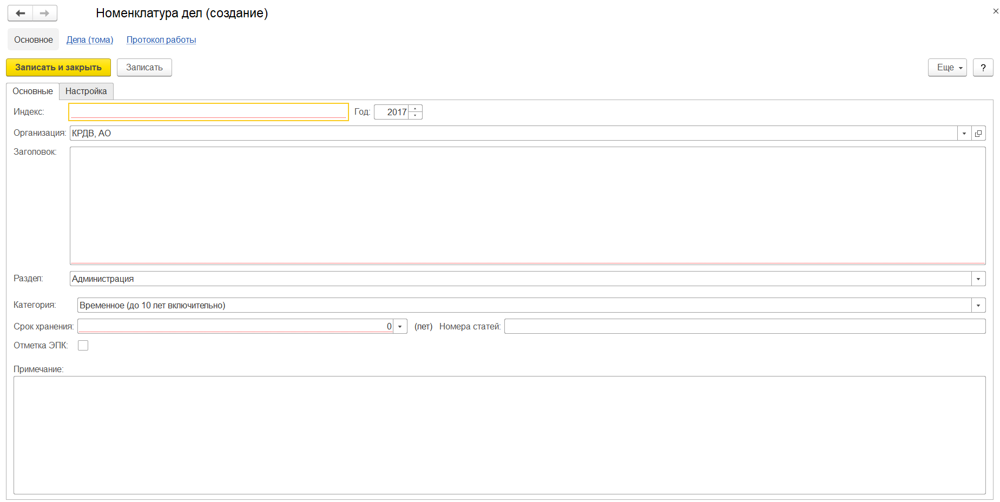 Номенклатура дел (создание)
Основное Дела (тома) Протокол работы
Записать и закрыть Записать Еще ?
Основные Настройка
Индекс: Год: 2017
Организация: КРДВ, АО
Заголовок:
Раздел: Администрация
Категория: Временное (до 10 лет включительно)
Срок хранения: 0 (лет) Номера статей:
Отметка ЭПК:
Примечание: